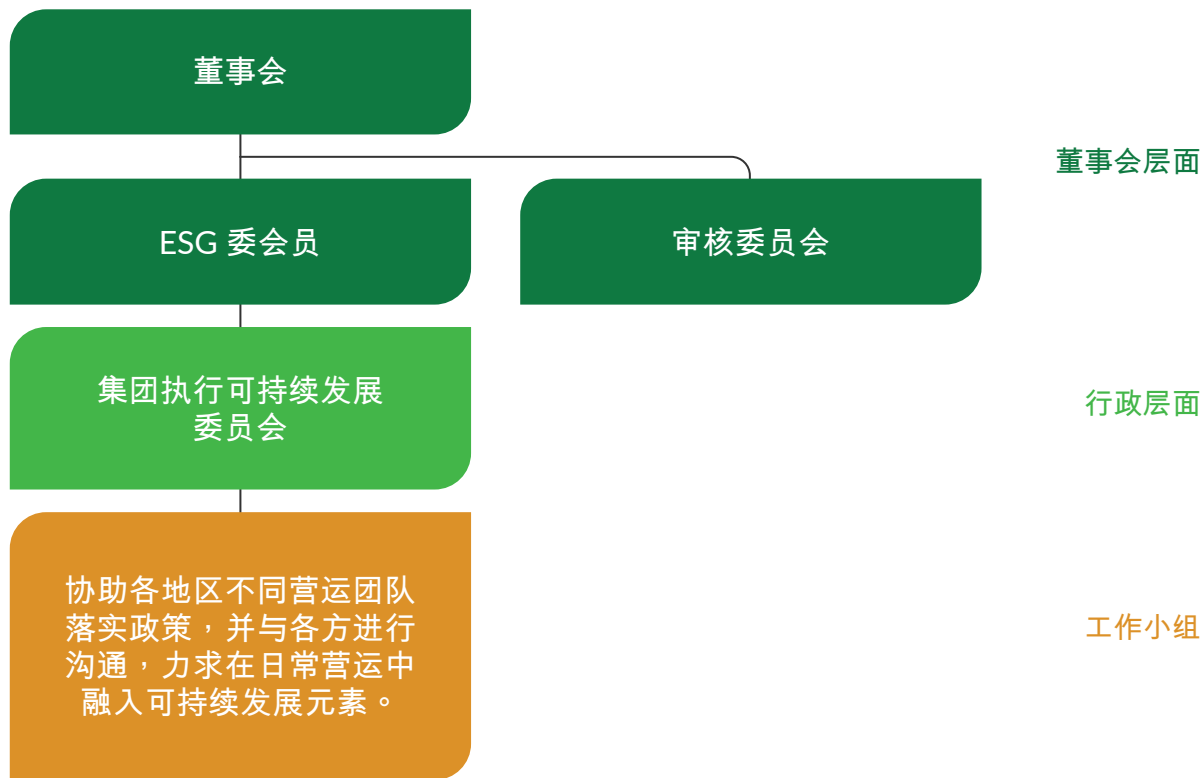 董事会
董事会层面
ESG 委会员
审核委员会
集团执行可持续发展
委员会
行政层面
协助各地区不同营运团队
落实政策，并与各方进行
沟通，力求在日常营运中
融入可持续发展元素。
工作小组